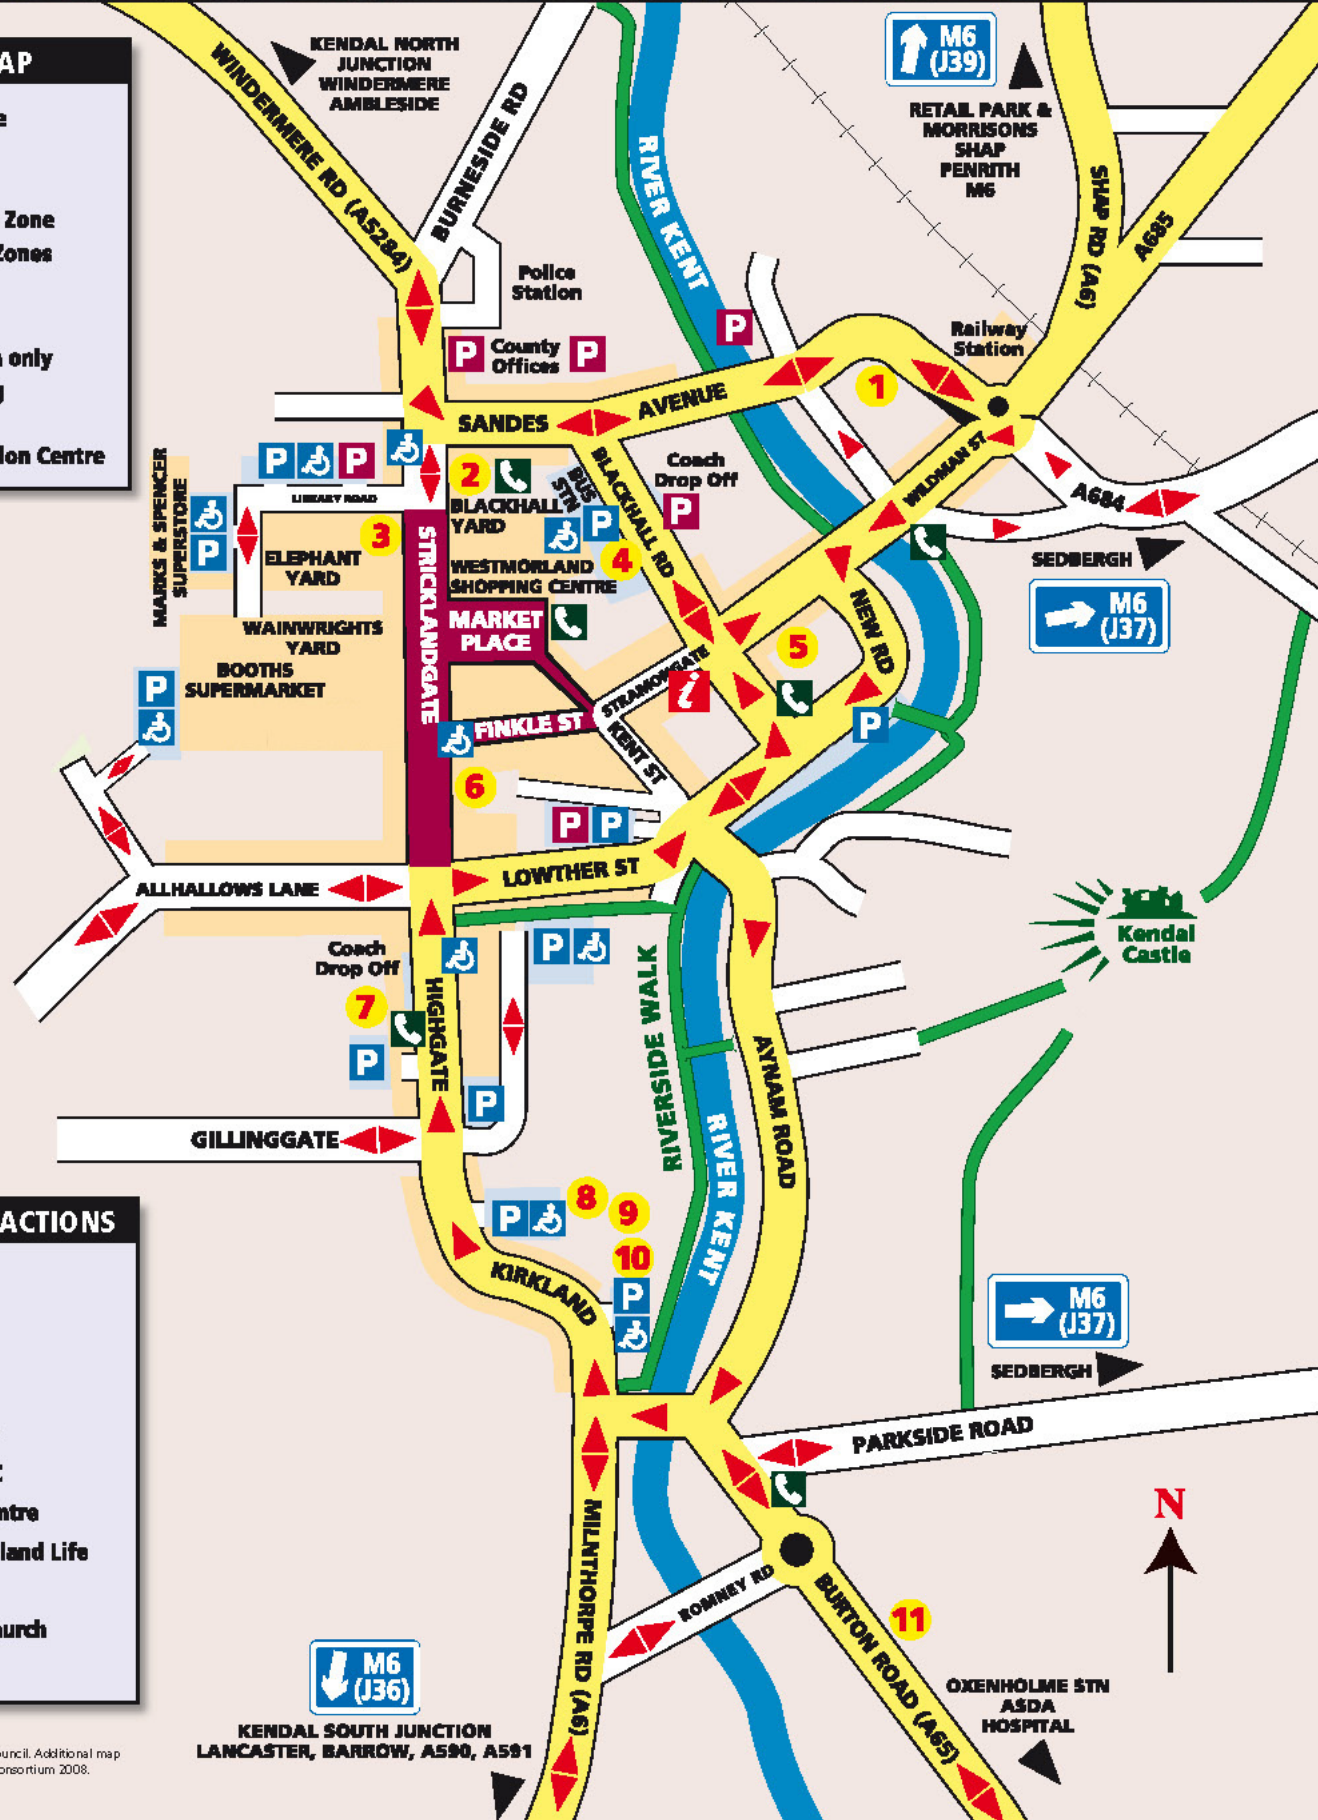 AP
e
Zone
Zones
only
ion Centre
KENDAL NORTH
JUNCTION
WINDERMERE
AMBLESIDE
WINDERMERE RD (A5284)
BURNESIDE RD
RIVER KENT
M6
(J39)
RETAIL PARK &
MORRISONS
SHAP
PENRITH
M6
SHAP RD (A6)
A685
Police
Station
P
County
Offices
P
P
Railway
Station
1
SANDES
AVENUE
P
P
LIBRARY ROAD
MARKS & SPENCER
SUPERSTORE
P
2
BLACKHALL
YARD
BUS
STN
P
BLACKHALL RD
Coach
Drop Off
P
WILDMAN ST
A684
SEDBERGH
M6
(J37)
3
ELEPHANT
YARD
WESTMORLAND
SHOPPING CENTRE
4
STRICKLANDGATE
MARKET
PLACE
WAINWRIGHTS
YARD
BOOTHS
SUPERMARKET
P
NEW RD
5
STRAMONGATE
i
FINKLE ST
KENT ST
P
6
P
P
ALLHALLOWS LANE
LOWTHER ST
Coach
Drop Off
P
7
P
HIGHGATE
P
RIVERSIDE WALK
RIVER KENT
AYNAM ROAD
Kendal
Castle
GILLINGGATE
P
8
9
10
P
KIRKLAND
M6
(J37)
SEDBERGH
PARKSIDE ROAD
N
MILNTHORPE RD (A6)
ROMNEY RD
BURTON ROAD (A65)
11
OXENHOLME STN
ASDA
HOSPITAL
M6
(J36)
KENDAL SOUTH JUNCTION
LANCASTER, BARROW, A590, A591
ACTIONS
ntre
land Life
urch
uncil. Additional map
onsortium 2008.